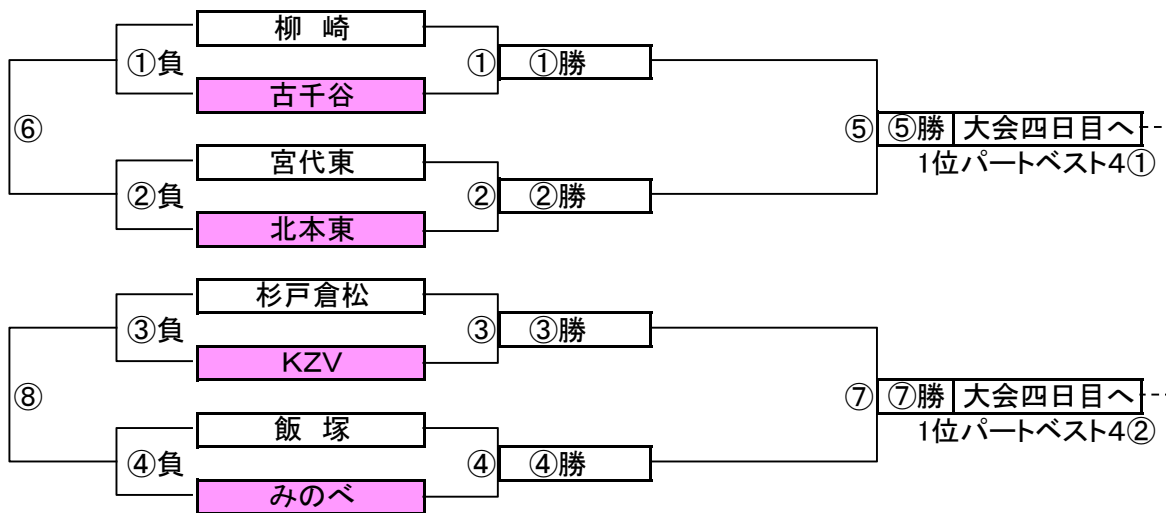 柳 崎
①負
①
①勝
古千谷
⑥
⑤
⑤勝 大会四日目へ
1位パートベスト4①
宮代東
②負
②
②勝
北本東
杉戸倉松
③負
③
③勝
KZV
⑧
⑦
⑦勝 大会四日目へ
1位パートベスト4②
飯 塚
④負
④
④勝
みのべ